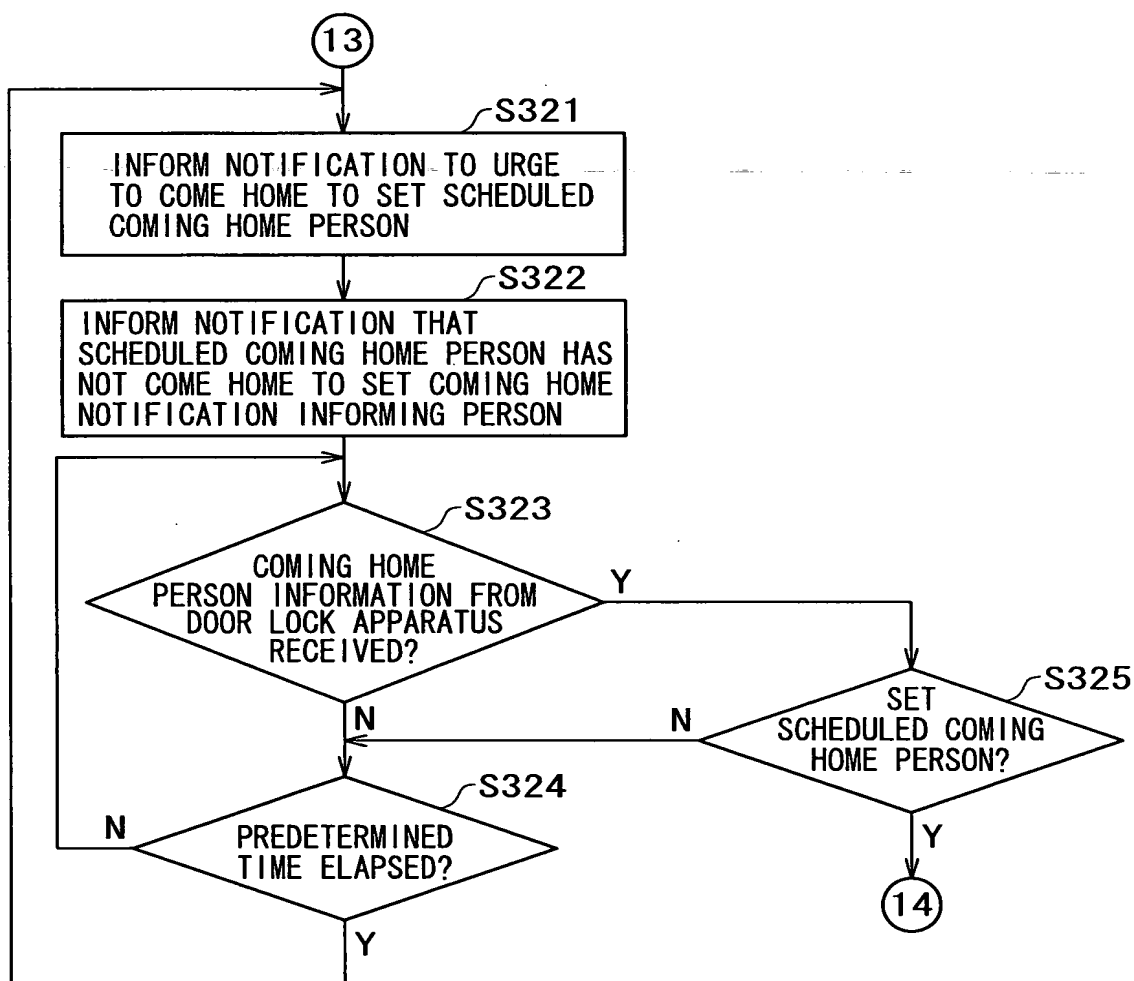 13
S321
INFORM NOTIFICATION TO URGE
TO COME HOME TO SET SCHEDULED
COMING HOME PERSON
S322
INFORM NOTIFICATION THAT
SCHEDULED COMING HOME PERSON HAS
NOT COME HOME TO SET COMING HOME
NOTIFICATION INFORMING PERSON
S323
COMING HOME
PERSON INFORMATION FROM
DOOR LOCK APPARATUS
RECEIVED?
Y
N
S325
SET
SCHEDULED COMING
HOME PERSON?
N
Y
14
S324
PREDETERMINED
TIME ELAPSED?
N
Y